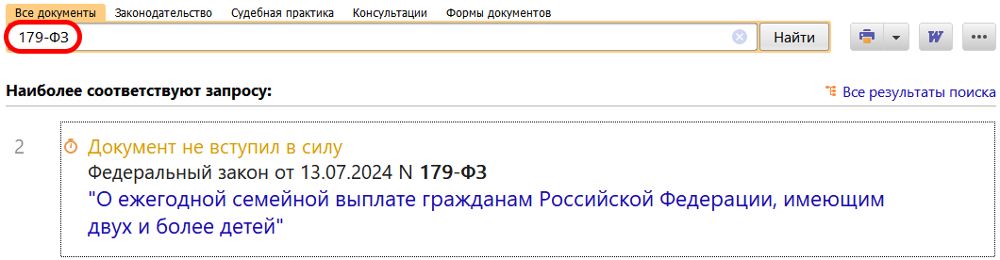 Все документы Законодательство Судебная практика Консультации Формы документов
179-ФЗ Найти W
Наиболее соответствуют запросу: Все результаты поиска
2 Документ не вступил в силу
Федеральный закон от 13.07.2024 N 179-ФЗ
"О ежегодной семейной выплате гражданам Российской Федерации, имеющим
двух и более детей"